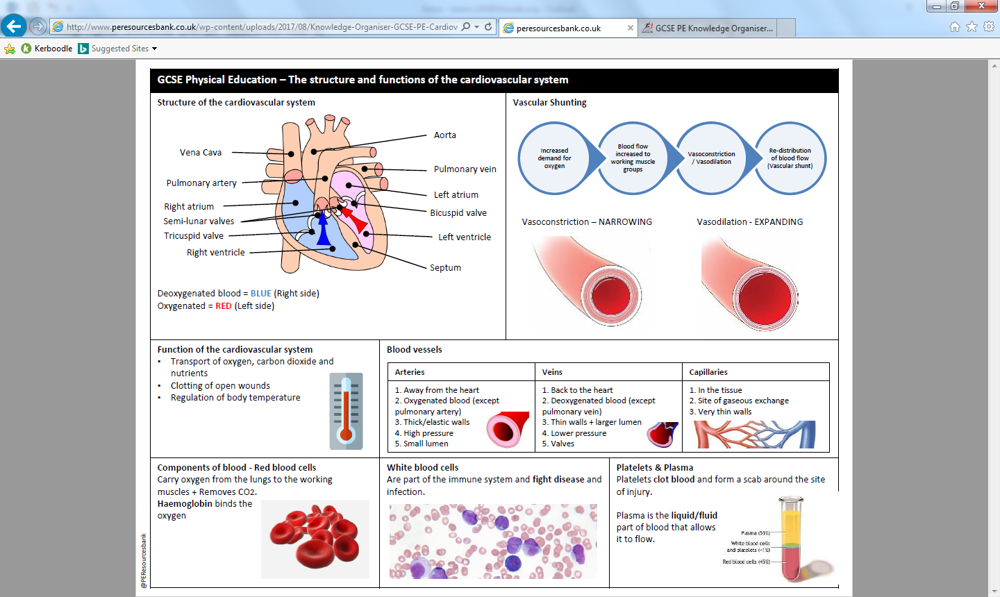 http://www.peresourcesbank.co.uk/wp-content/uploads/2017/08/Knowledge-Organiser-GCSE-PE-Cardiov
peresourcesbank.co.uk
GCSE PE Knowledge Organiser...
Kerboodle
Suggested Sites
GCSE Physical Education – The structure and functions of the cardiovascular system
Structure of the cardiovascular system
Aorta
Vena Cava
Pulmonary vein
Pulmonary artery
Left atrium
Right atrium
Bicuspid valve
Semi-lunar valves
Tricuspid valve
Left ventricle
Right ventricle
Septum
Deoxygenated blood = BLUE (Right side)
Oxygenated = RED (Left side)
Vascular Shunting
Increased
demand for
oxygen
Blood flow
increased to
working muscle
groups
Vasoconstriction
/ Vasodilation
Re-distribution
of blood flow
(Vascular shunt)
Vasoconstriction – NARROWING
Vasodilation - EXPANDING
Function of the cardiovascular system
• Transport of oxygen, carbon dioxide and
nutrients
• Clotting of open wounds
• Regulation of body temperature
Blood vessels
Arteries
1. Away from the heart
2. Oxygenated blood (except
pulmonary artery)
3. Thick/elastic walls
4. High pressure
5. Small lumen
Veins
1. Back to the heart
2. Deoxygenated blood (except
pulmonary vein)
3. Thin walls + larger lumen
4. Lower pressure
5. Valves
Capillaries
1. In the tissue
2. Site of gaseous exchange
3. Very thin walls
Components of blood - Red blood cells
Carry oxygen from the lungs to the working
muscles + Removes CO2.
Haemoglobin binds the
oxygen
White blood cells
Are part of the immune system and fight disease and
infection.
Platelets & Plasma
Platelets clot blood and form a scab around the site
of injury.
Plasma is the liquid/fluid
part of blood that allows
it to flow.
Plasma (55%)
White blood cells
and platelets (<1%)
Red blood cells (45%)
@PEResourcesbank